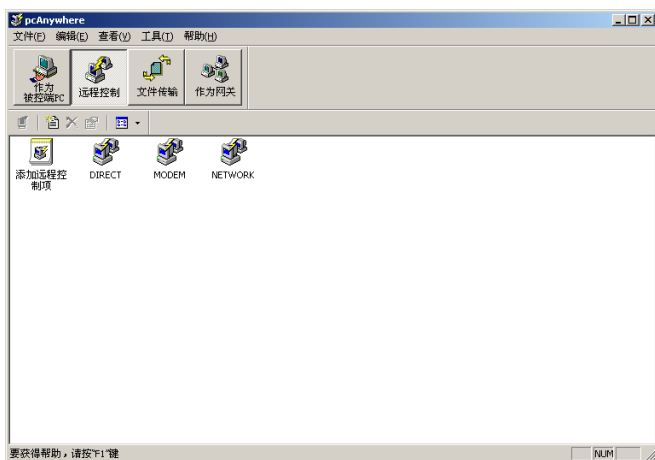 pcAnywhere
文件(F) 编辑(E) 查看(V) 工具(T) 帮助(H)
作为
被控端PC
远程控制
文件传输
作为网关
添加远程控
制项
DIRECT
MODEM
NETWORK
要获得帮助，请按“F1”键
NUM